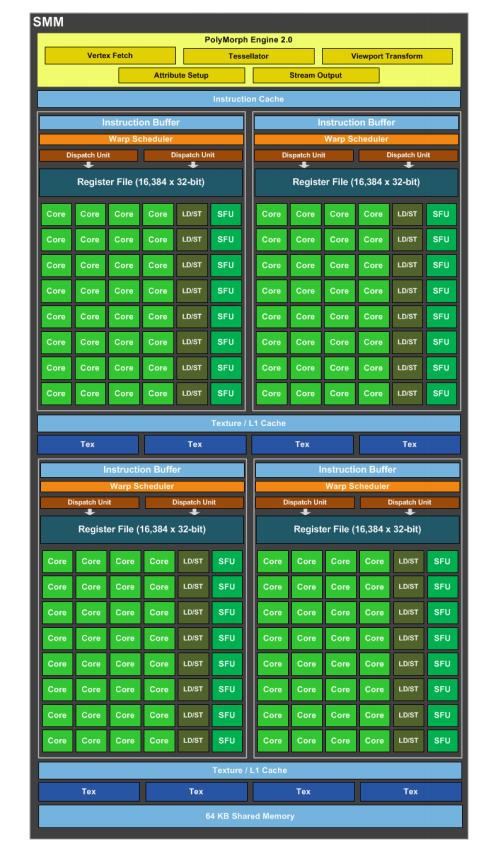 SMM
PolyMorph Engine 2.0
Vertex Fetch Tessellator Viewport Transform
Attribute Setup Stream Output
Instruction Cache
Instruction Buffer Instruction Buffer
Warp Scheduler Warp Scheduler
Dispatch Unit Dispatch Unit Dispatch Unit Dispatch Unit
Register File (16,384 x 32-bit) Register File (16,384 x 32-bit)
Core Core Core Core LD/ST SFU Core Core Core Core LD/ST SFU
Core Core Core Core LD/ST SFU Core Core Core Core LD/ST SFU
Core Core Core Core LD/ST SFU Core Core Core Core LD/ST SFU
Core Core Core Core LD/ST SFU Core Core Core Core LD/ST SFU
Core Core Core Core LD/ST SFU Core Core Core Core LD/ST SFU
Core Core Core Core LD/ST SFU Core Core Core Core LD/ST SFU
Core Core Core Core LD/ST SFU Core Core Core Core LD/ST SFU
Core Core Core Core LD/ST SFU Core Core Core Core LD/ST SFU
Texture / L1 Cache
Tex Tex Tex Tex
Instruction Buffer Instruction Buffer
Warp Scheduler Warp Scheduler
Dispatch Unit Dispatch Unit Dispatch Unit Dispatch Unit
Register File (16,384 x 32-bit) Register File (16,384 x 32-bit)
Core Core Core Core LD/ST SFU Core Core Core Core LD/ST SFU
Core Core Core Core LD/ST SFU Core Core Core Core LD/ST SFU
Core Core Core Core LD/ST SFU Core Core Core Core LD/ST SFU
Core Core Core Core LD/ST SFU Core Core Core Core LD/ST SFU
Core Core Core Core LD/ST SFU Core Core Core Core LD/ST SFU
Core Core Core Core LD/ST SFU Core Core Core Core LD/ST SFU
Core Core Core Core LD/ST SFU Core Core Core Core LD/ST SFU
Core Core Core Core LD/ST SFU Core Core Core Core LD/ST SFU
Texture / L1 Cache
Tex Tex Tex Tex
64 KB Shared Memory